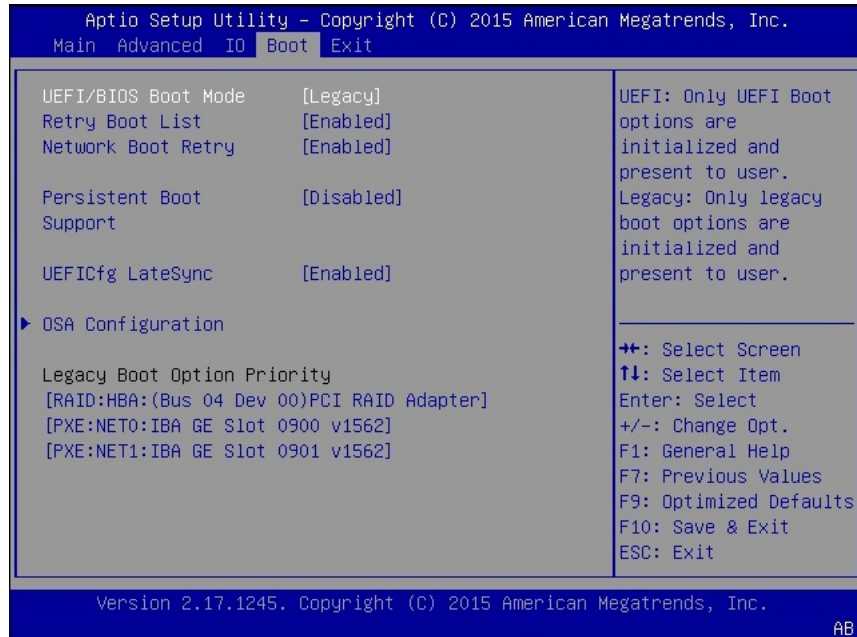 Aptio Setup Utility – Copyright (C) 2015 American Megatrends, Inc.
Main Advanced IO Boot Exit
UEFI/BIOS Boot Mode [Legacy]
Retry Boot List [Enabled]
Network Boot Retry [Enabled]
Persistent Boot [Disabled]
Support
UEFICfg LateSync [Enabled]
OSA Configuration
Legacy Boot Option Priority
[RAID:HBA:(Bus 04 Dev 00)PCI RAID Adapter]
[PXE:NET0:IBA GE Slot 0900 v1562]
[PXE:NET1:IBA GE Slot 0901 v1562]
UEFI: Only UEFI Boot
options are
initialized and
present to user.
Legacy: Only legacy
boot options are
initialized and
present to user.
→←: Select Screen
↑↓: Select Item
Enter: Select
+/-: Change Opt.
F1: General Help
F7: Previous Values
F9: Optimized Defaults
F10: Save & Exit
ESC: Exit
Version 2.17.1245. Copyright (C) 2015 American Megatrends, Inc.
AB